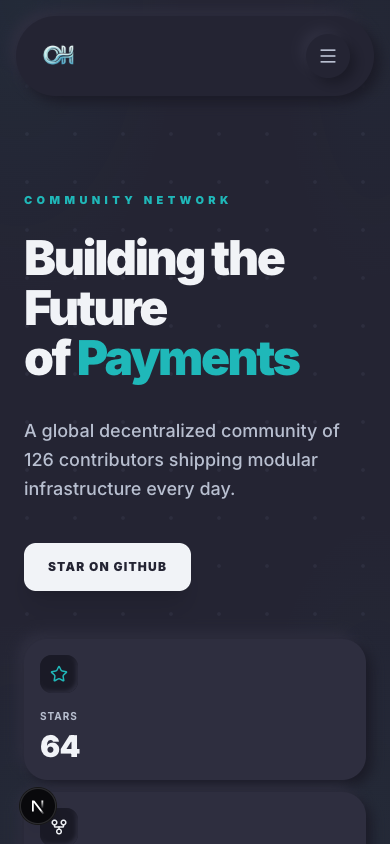 OH
COMMUNITY NETWORK
Building the
Future
of Payments
A global decentralized community of
126 contributors shipping modular
infrastructure every day.
STAR ON GITHUB
STARS
64
N